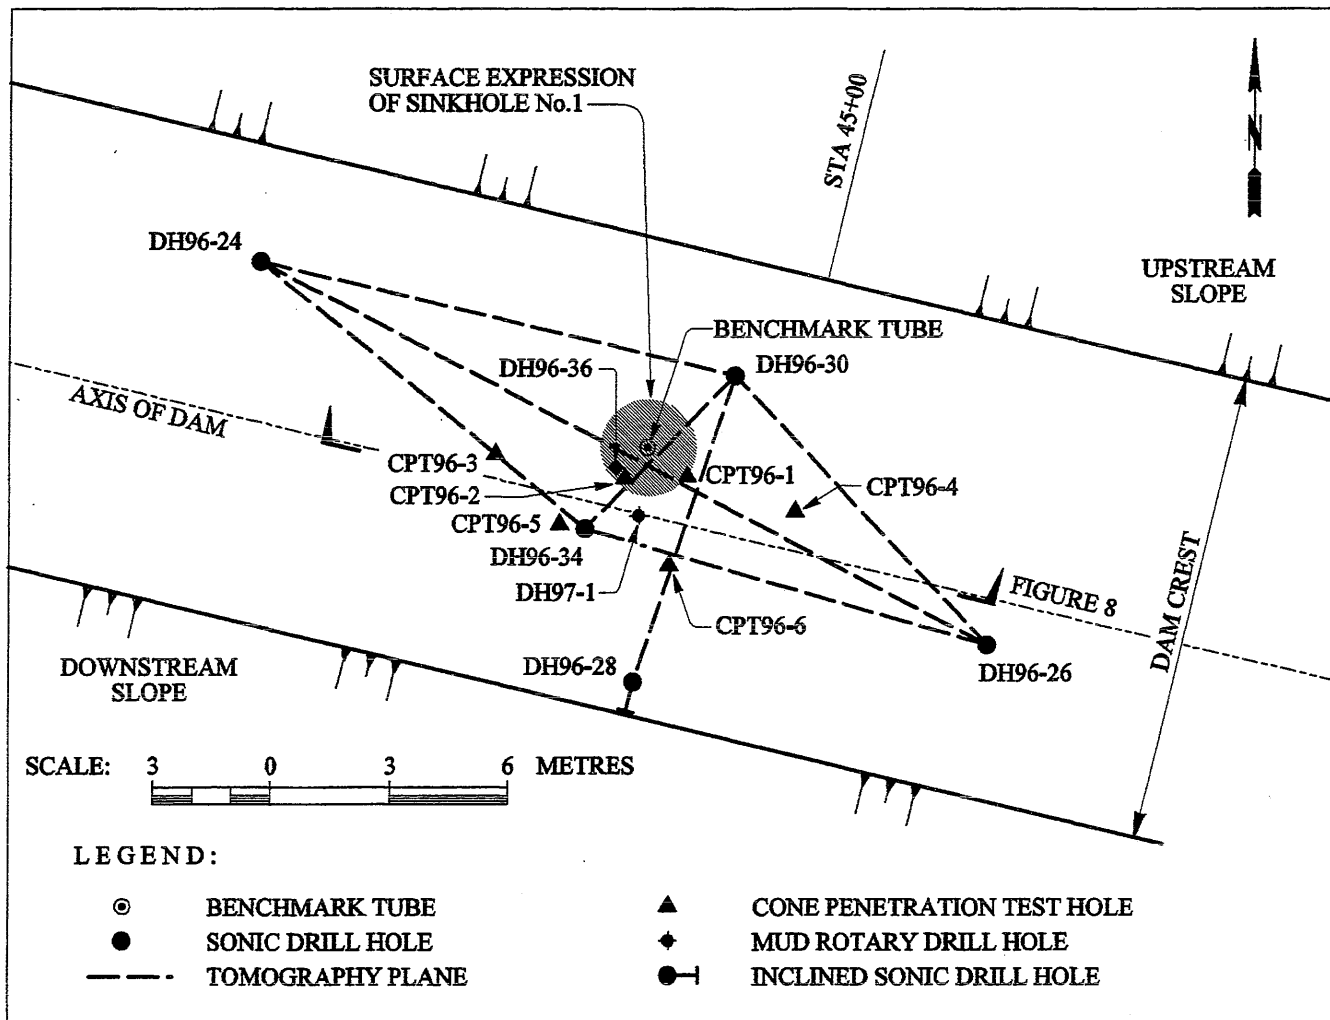 SURFACE EXPRESSION
OF SINKHOLE No.1
STA 45+00
N
DH96-24
UPSTREAM
SLOPE
BENCHMARK TUBE
DH96-30
DH96-36
AXIS OF DAM
CPT96-3
CPT96-1
CPT96-4
CPT96-2
CPT96-5
DH96-34
DH97-1
FIGURE 8
DAM CREST
CPT96-6
DH96-28
DH96-26
DOWNSTREAM
SLOPE
SCALE: 3 0 3 6 METRES
LEGEND:
BENCHMARK TUBE
SONIC DRILL HOLE
TOMOGRAPHY PLANE
CONE PENETRATION TEST HOLE
MUD ROTARY DRILL HOLE
INCLINED SONIC DRILL HOLE